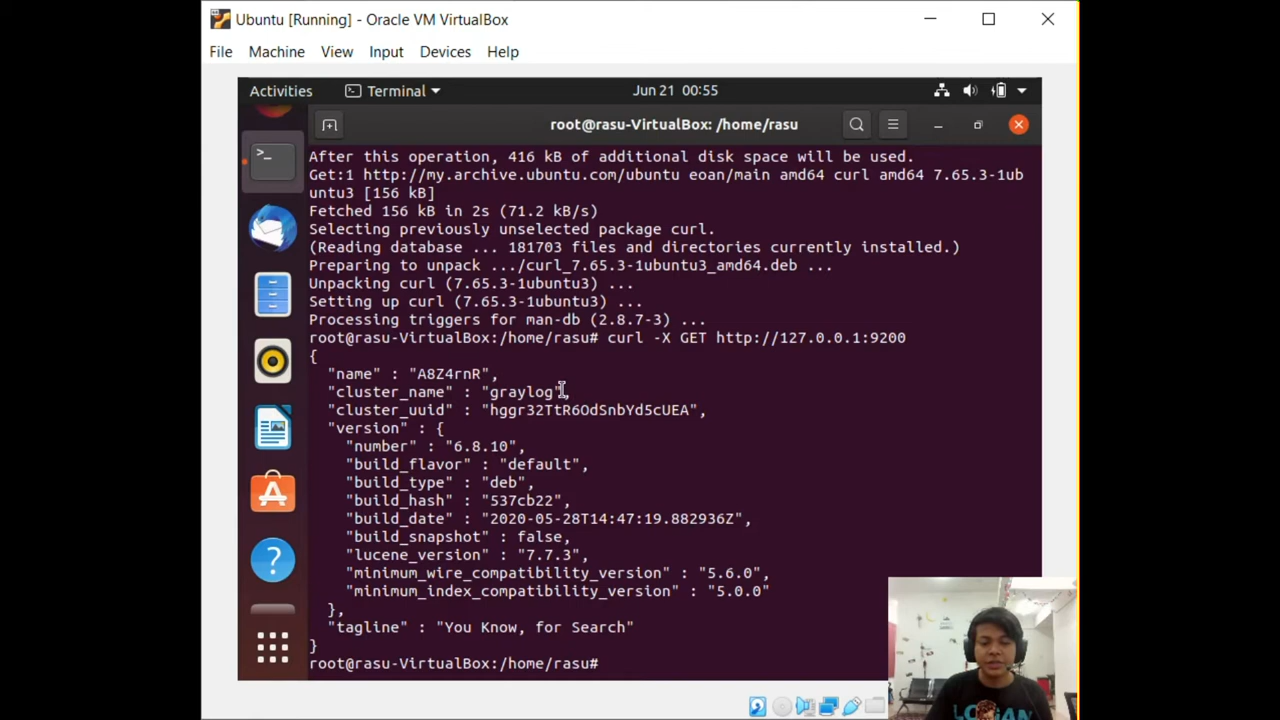 Ubuntu [Running] - Oracle VM VirtualBox
File Machine View Input Devices Help
Activities Terminal Jun 21 00:55
root@rasu-VirtualBox: /home/rasu
After this operation, 416 kB of additional disk space will be used.
Get:1 http://my.archive.ubuntu.com/ubuntu eoan/main amd64 curl amd64 7.65.3-1ub
untu3 [156 kB]
Fetched 156 kB in 2s (71.2 kB/s)
Selecting previously unselected package curl.
(Reading database ... 181703 files and directories currently installed.)
Preparing to unpack .../curl_7.65.3-1ubuntu3_amd64.deb ...
Unpacking curl (7.65.3-1ubuntu3) ...
Setting up curl (7.65.3-1ubuntu3) ...
Processing triggers for man-db (2.8.7-3) ...
root@rasu-VirtualBox:/home/rasu# curl -X GET http://127.0.0.1:9200
{
  "name" : "A8Z4rnR",
  "cluster_name" : "graylog",
  "cluster_uuid" : "hggr32TtR6OdSnbYd5cUEA",
  "version" : {
    "number" : "6.8.10",
    "build_flavor" : "default",
    "build_type" : "deb",
    "build_hash" : "537cb22",
    "build_date" : "2020-05-28T14:47:19.882936Z",
    "build_snapshot" : false,
    "lucene_version" : "7.7.3",
    "minimum_wire_compatibility_version" : "5.6.0",
    "minimum_index_compatibility_version" : "5.0.0"
  },
  "tagline" : "You Know, for Search"
}
root@rasu-VirtualBox:/home/rasu#
LOGAN